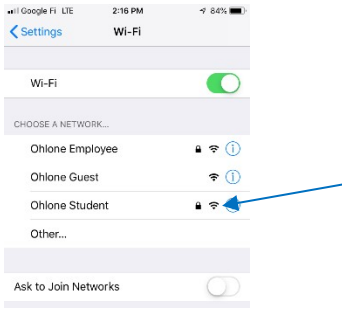 Google Fi LTE 2:16 PM 84%
Settings Wi-Fi
Wi-Fi
CHOOSE A NETWORK...
Ohlone Employee
Ohlone Guest
Ohlone Student
Other...
Ask to Join Networks